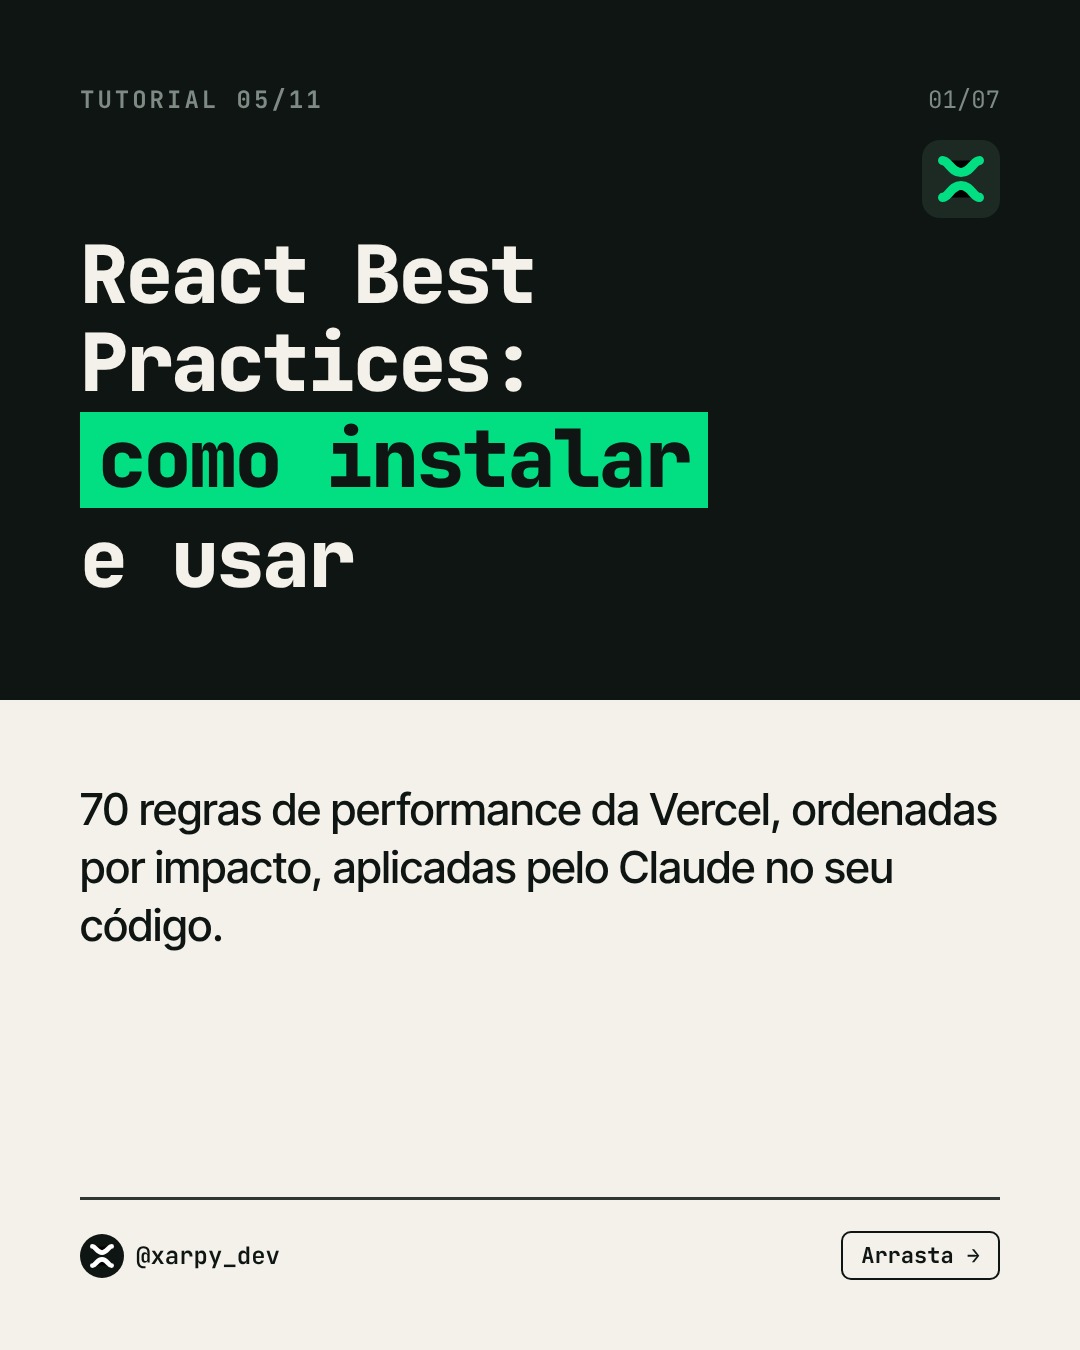 TUTORIAL 05/11
01/07
React Best
Practices:
como instalar
e usar
70 regras de performance da Vercel, ordenadas
por impacto, aplicadas pelo Claude no seu
código.
@xarpy_dev
Arrasta →